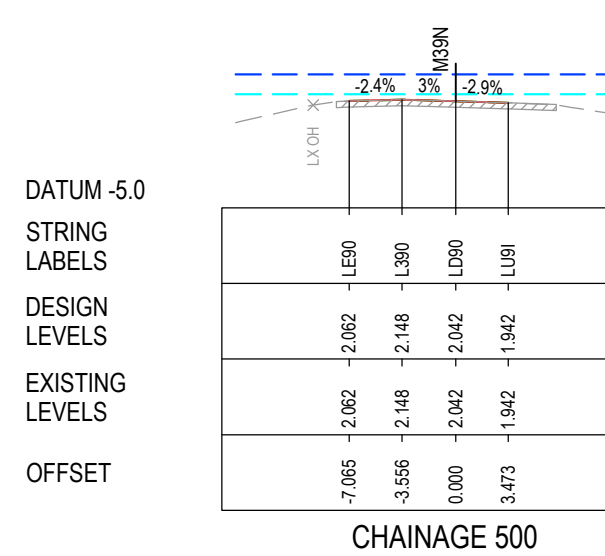 M39N
-2.4% 3% -2.9%
LX OH
DATUM -5.0
STRING
LABELS
LE90 L390 LD90 LU9I
DESIGN
LEVELS
2.062 2.148 2.042 1.942
EXISTING
LEVELS
2.062 2.148 2.042 1.942
OFFSET
-7.065 -3.556 0.000 3.473
CHAINAGE 500